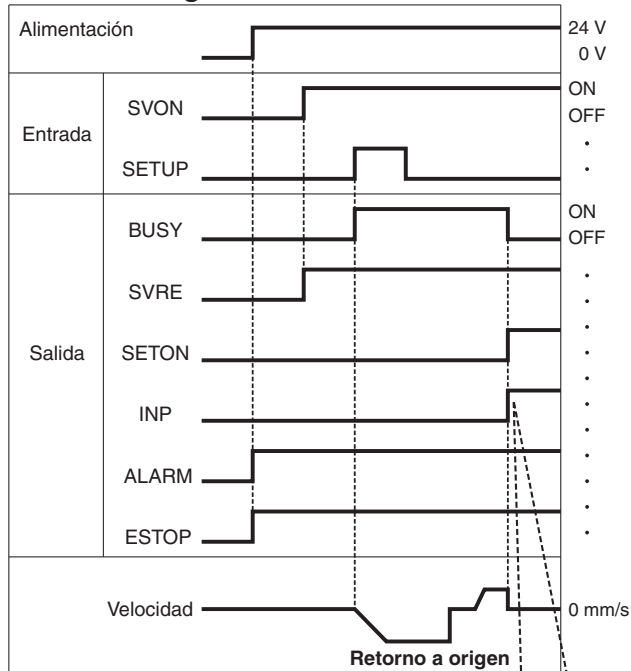 Alimentación
24 V
0 V
Entrada
SVON
ON
OFF
SETUP
Salida
BUSY
ON
OFF
SVRE
SETON
INP
ALARM
ESTOP
Velocidad
0 mm/s
Retorno a origen